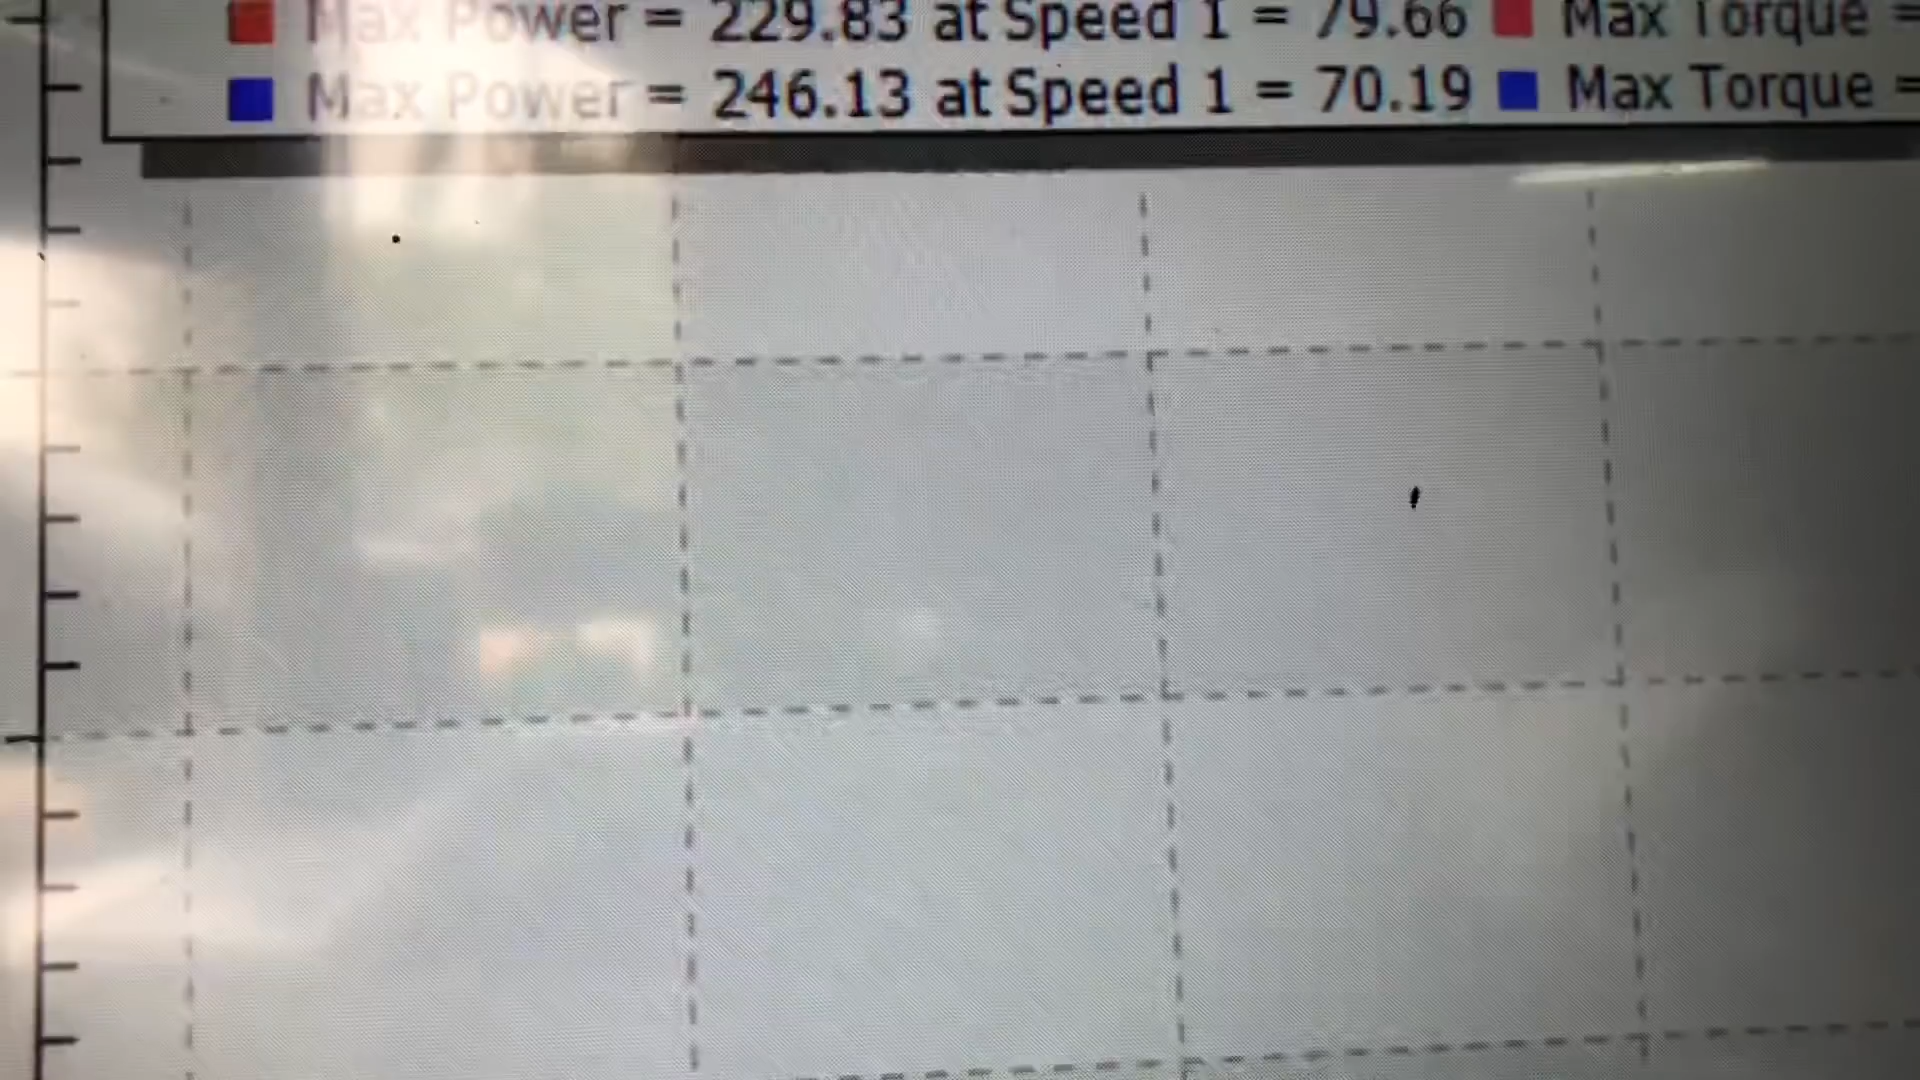 Max Power = 229.83 at Speed 1 = 79.66 Max Torque =
Max Power = 246.13 at Speed 1 = 70.19 Max Torque =